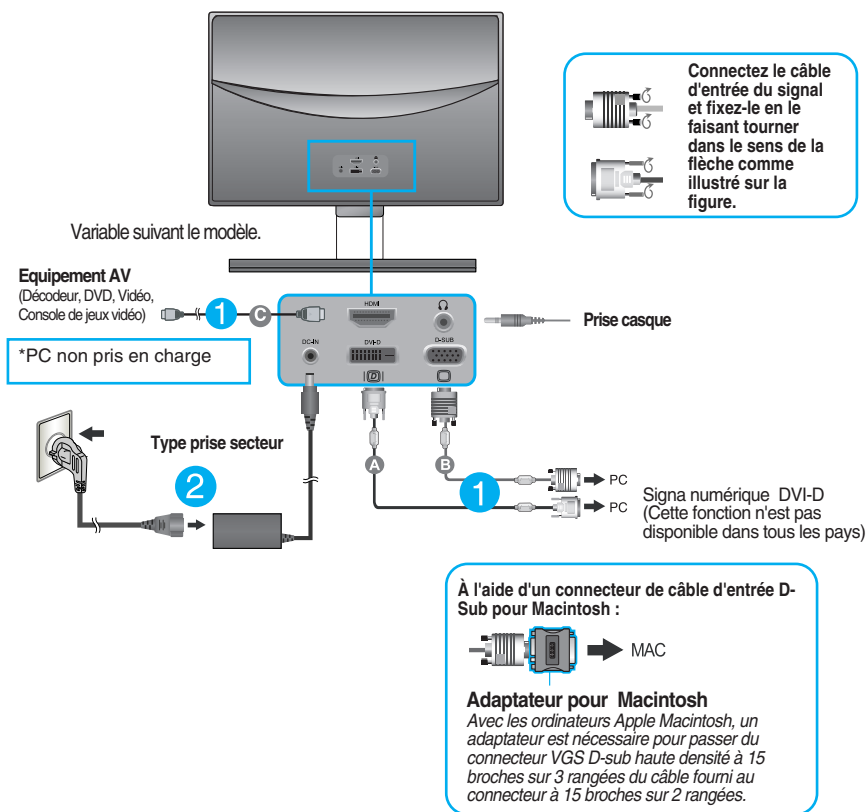 Connectez le câble
d'entrée du signal
et fixez-le en le
faisant tourner
dans le sens de la
flèche comme
illustré sur la
figure.
Variable suivant le modèle.
Equipement AV
(Décodeur, DVD, Vidéo,
Console de jeux vidéo)
1
C
HDMI
Prise casque
*PC non pris en charge
DC-IN
DVI-D
D-SUB
D
Type prise secteur
2
A
B
1
PC
PC
Signa numérique DVI-D
(Cette fonction n'est pas
disponible dans tous les pays)
À l'aide d'un connecteur de câble d'entrée D-
Sub pour Macintosh :
MAC
Adaptateur pour Macintosh
Avec les ordinateurs Apple Macintosh, un
adaptateur est nécessaire pour passer du
connecteur VGS D-sub haute densité à 15
broches sur 3 rangées du câble fourni au
connecteur à 15 broches sur 2 rangées.